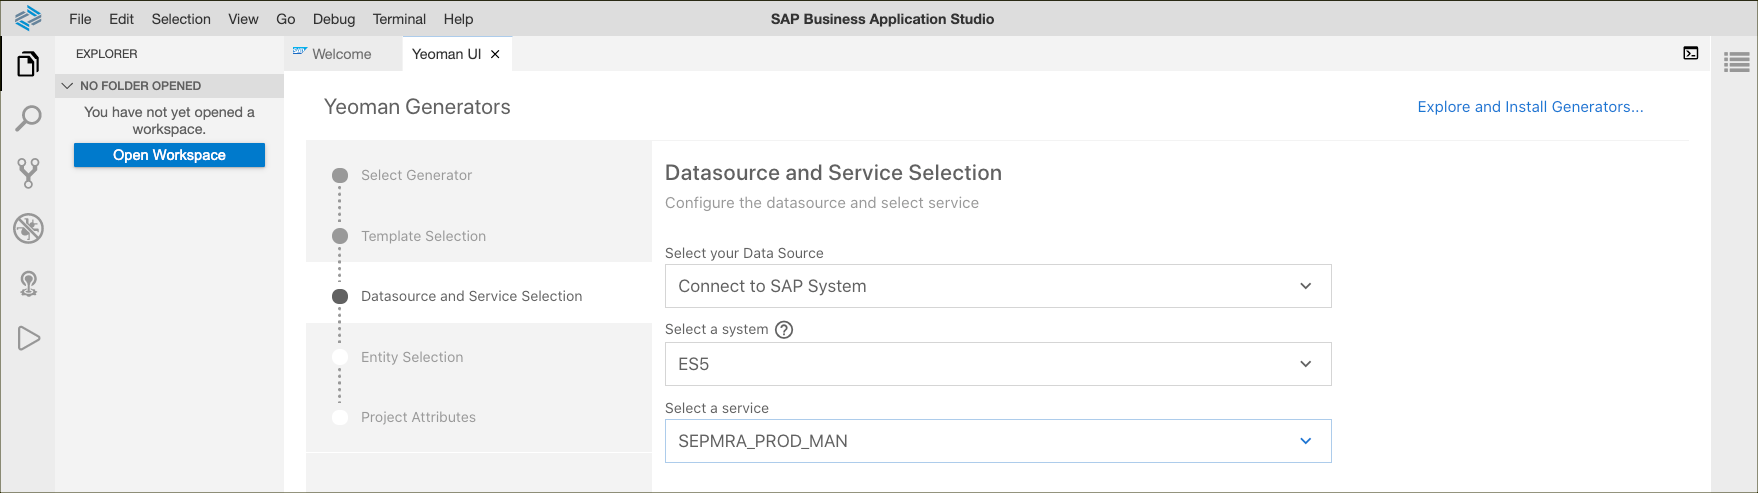 File Edit Selection View Go Debug Terminal Help
SAP Business Application Studio
EXPLORER
NO FOLDER OPENED
You have not yet opened a
workspace.
Open Workspace
SAP Welcome
Yeoman UI ×
Yeoman Generators
Explore and Install Generators...
Select Generator
Template Selection
Datasource and Service Selection
Entity Selection
Project Attributes
Datasource and Service Selection
Configure the datasource and select service
Select your Data Source
Connect to SAP System
Select a system ?
ES5
Select a service
SEPMRA_PROD_MAN